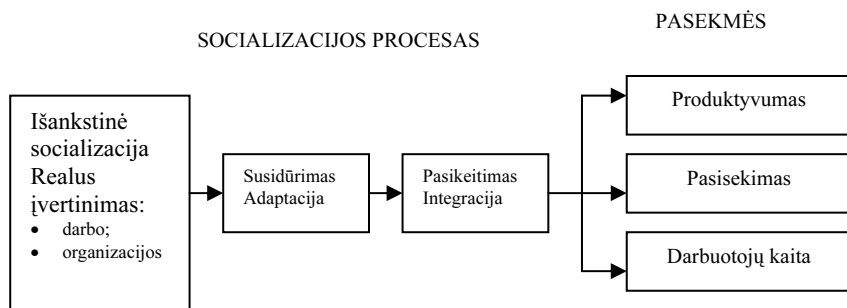 SOCIALIZACIJOS PROCESAS
PASEKMĖS
Išankstinė
socializacija
Realus
įvertinimas:
• darbo;
• organizacijos
Susidūrimas
Adaptacija
Pasikeitimas
Integracija
Produktyvumas
Pasisekimas
Darbuotojų kaita